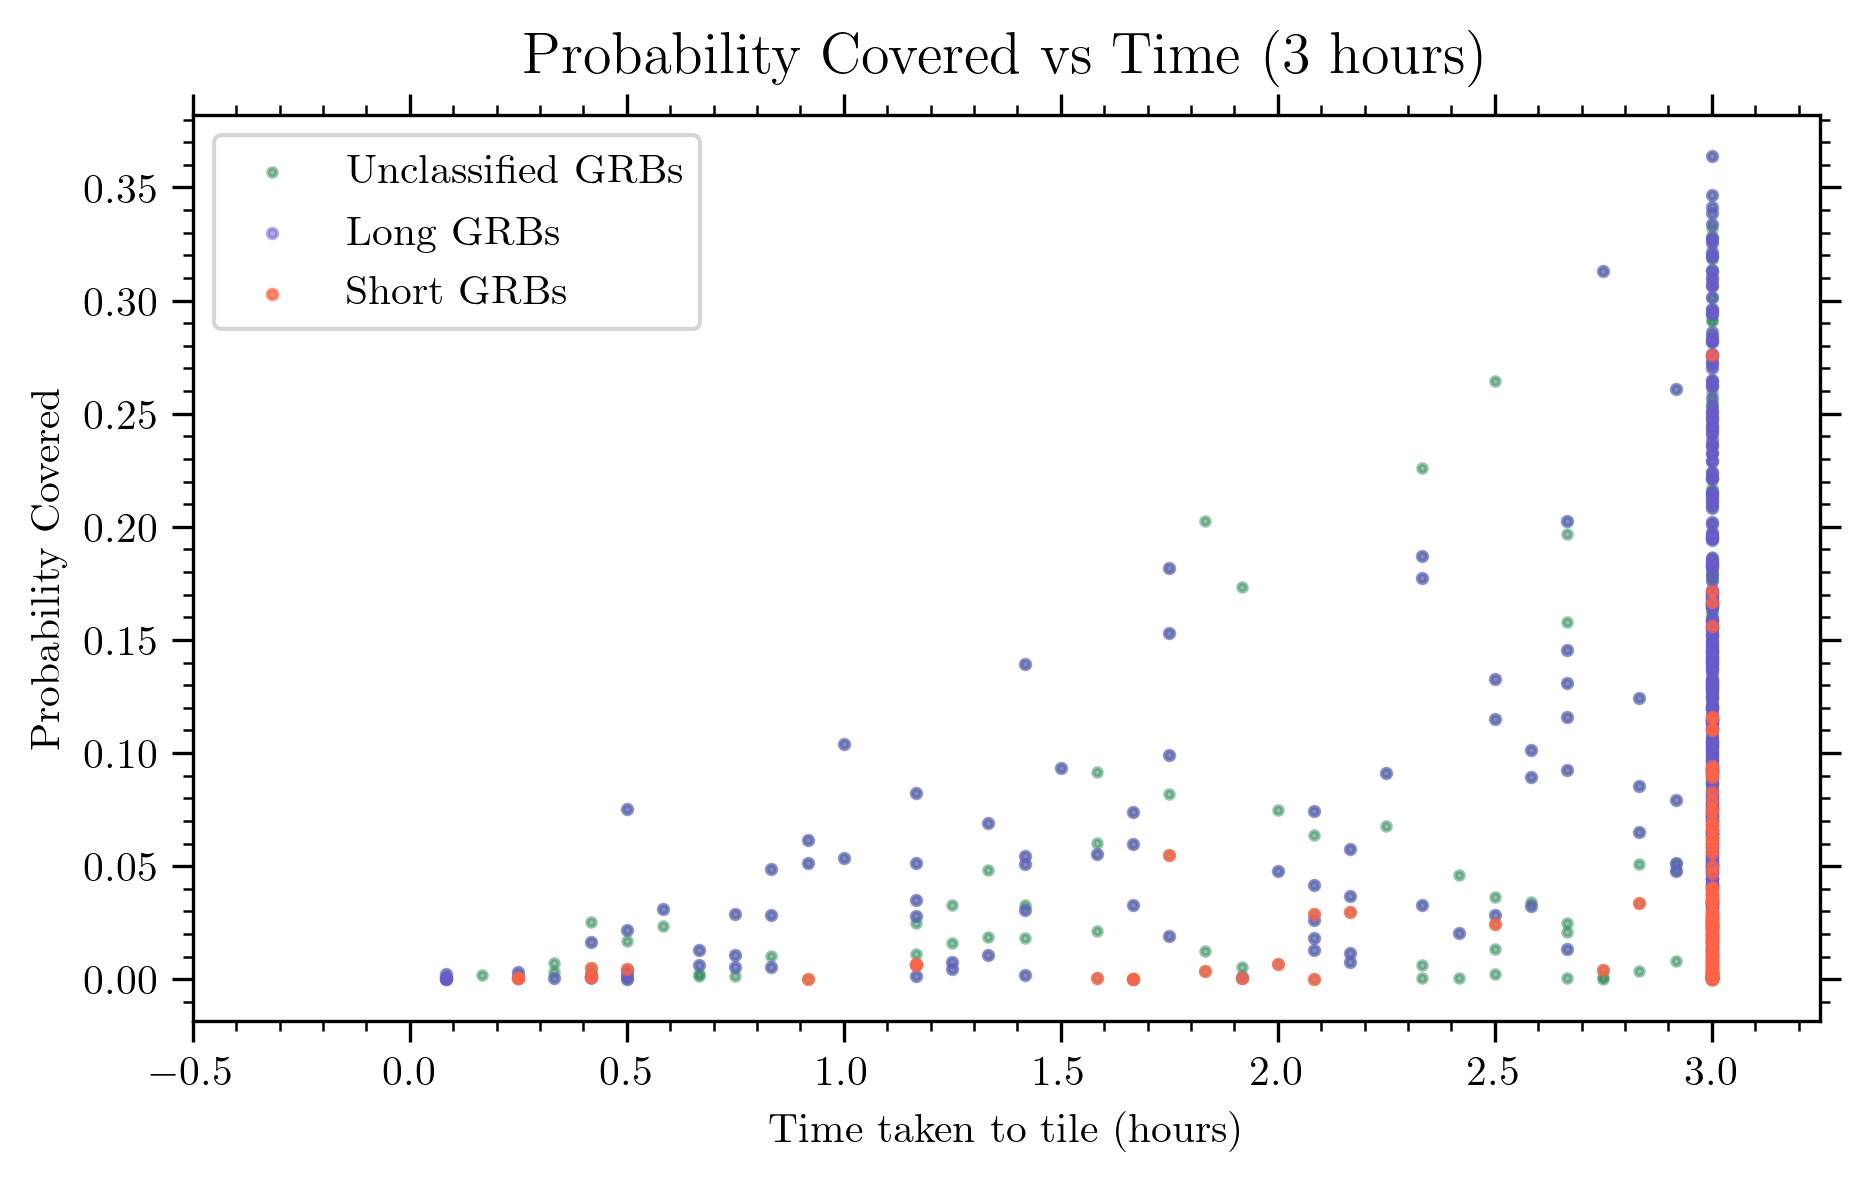 Probability Covered vs Time (3 hours)
Unclassified GRBs
Long GRBs
Short GRBs
0.35
0.30
0.25
0.20
0.15
0.10
0.05
0.00
Probability Covered
−0.5 0.0 0.5 1.0 1.5 2.0 2.5 3.0
Time taken to tile (hours)